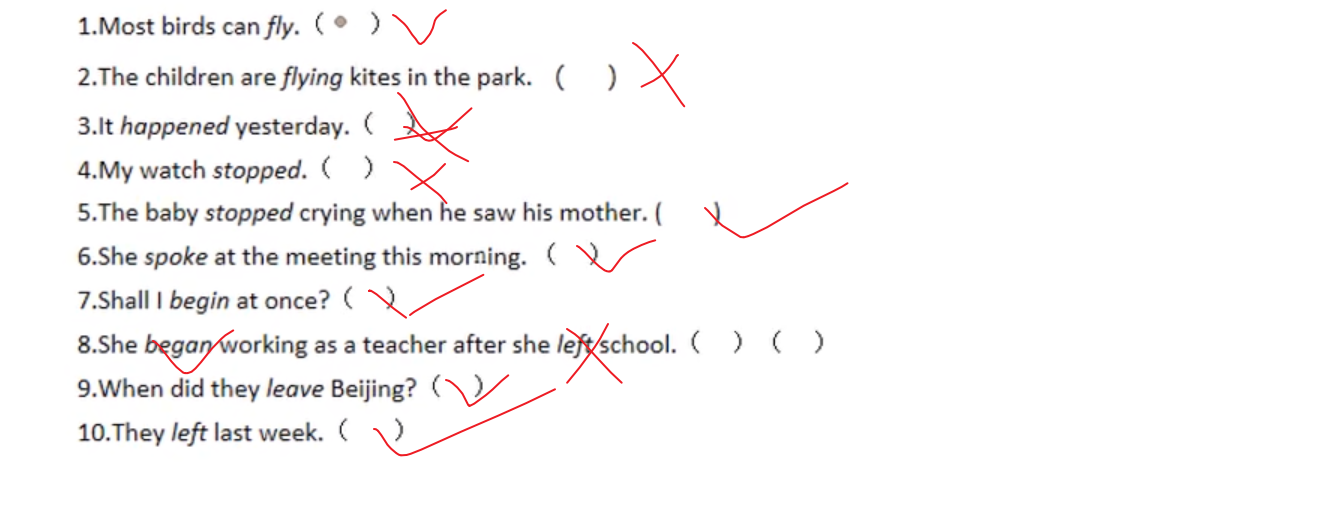 1.Most birds can fly. (    )
2.The children are flying kites in the park. (    )
3.It happened yesterday. (    )
4.My watch stopped. (    )
5.The baby stopped crying when he saw his mother. (    )
6.She spoke at the meeting this morning. (    )
7.Shall I begin at once? (    )
8.She began working as a teacher after she left school. (    ) (    )
9.When did they leave Beijing? (    )
10.They left last week. (    )